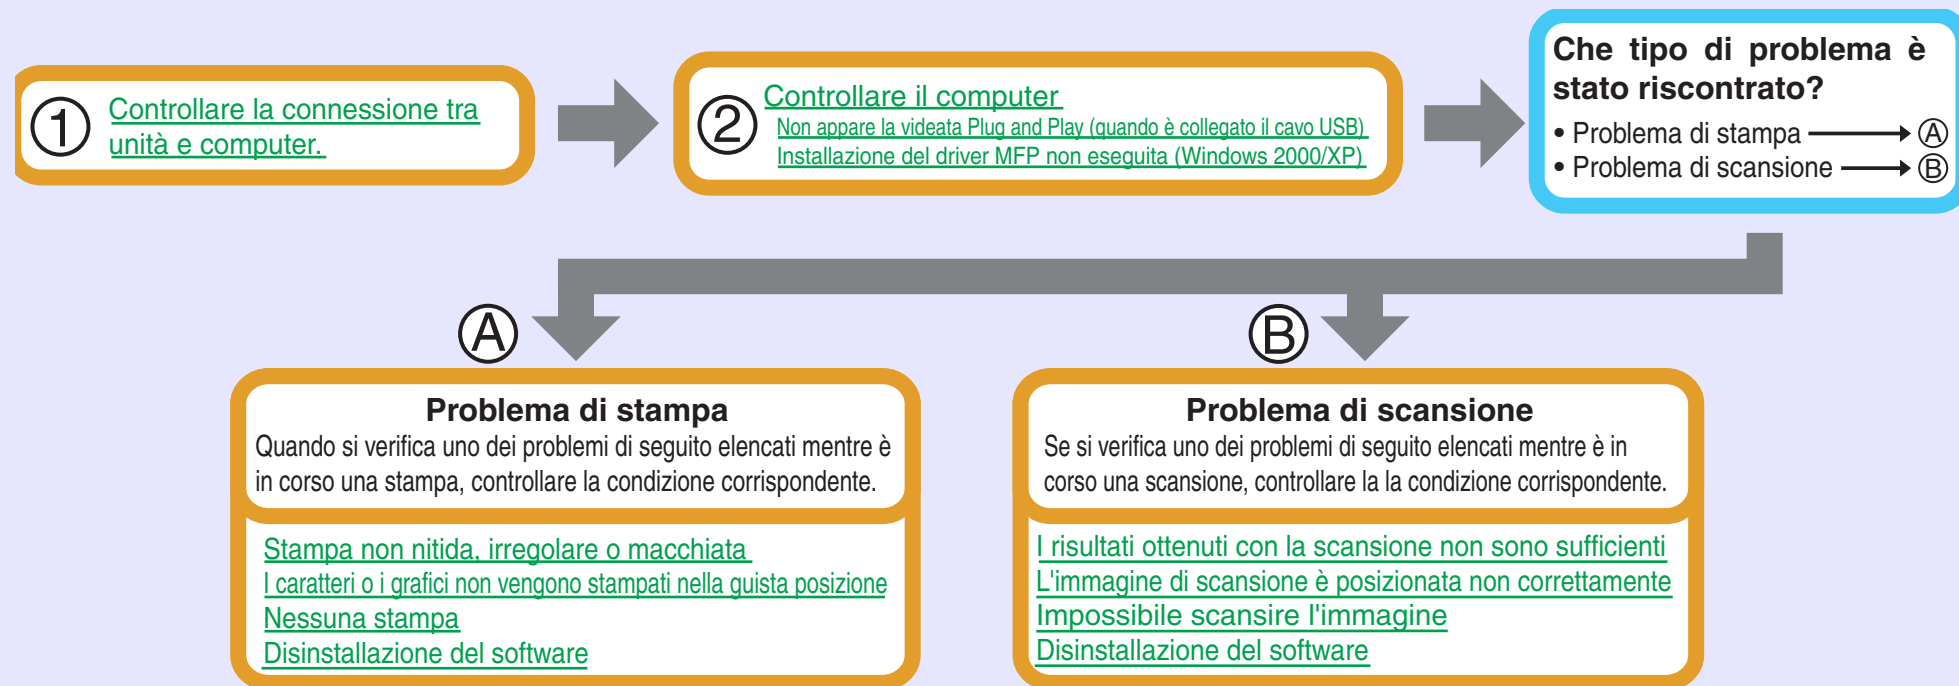 ① Controllare la connessione tra
unità e computer.
② Controllare il computer
Non appare la videata Plug and Play (quando è collegato il cavo USB)
Installazione del driver MFP non eseguita (Windows 2000/XP)
Che tipo di problema è
stato riscontrato?
• Problema di stampa → Ⓐ
• Problema di scansione → Ⓑ
Ⓐ
Problema di stampa
Quando si verifica uno dei problemi di seguito elencati mentre è
in corso una stampa, controllare la condizione corrispondente.
Stampa non nitida, irregolare o macchiata
I caratteri o i grafici non vengono stampati nella guista posizione
Nessuna stampa
Disinstallazione del software
Ⓑ
Problema di scansione
Se si verifica uno dei problemi di seguito elencati mentre è in
corso una scansione, controllare la la condizione corrispondente.
I risultati ottenuti con la scansione non sono sufficienti
L'immagine di scansione è posizionata non correttamente
Impossibile scansire l'immagine
Disinstallazione del software